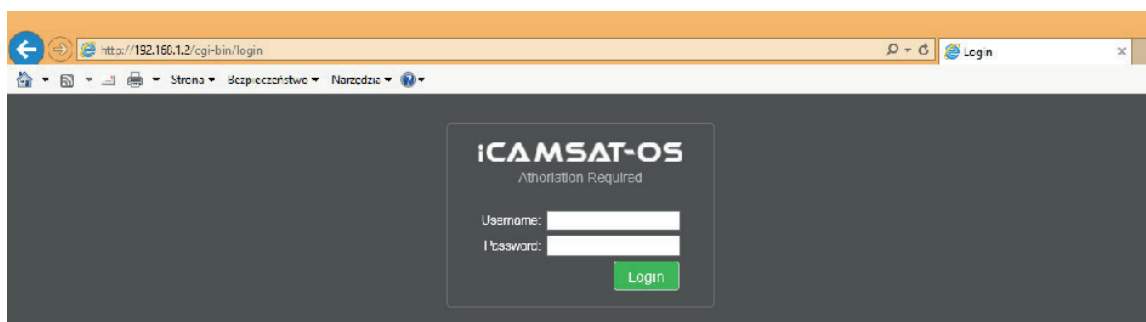 http://192.168.1.2/cgi-bin/login
Login
Strona
Bezpieczeństwo
Narzędzia
iCAMSAT-OS
Athoriation Required
Username:
Password:
Login